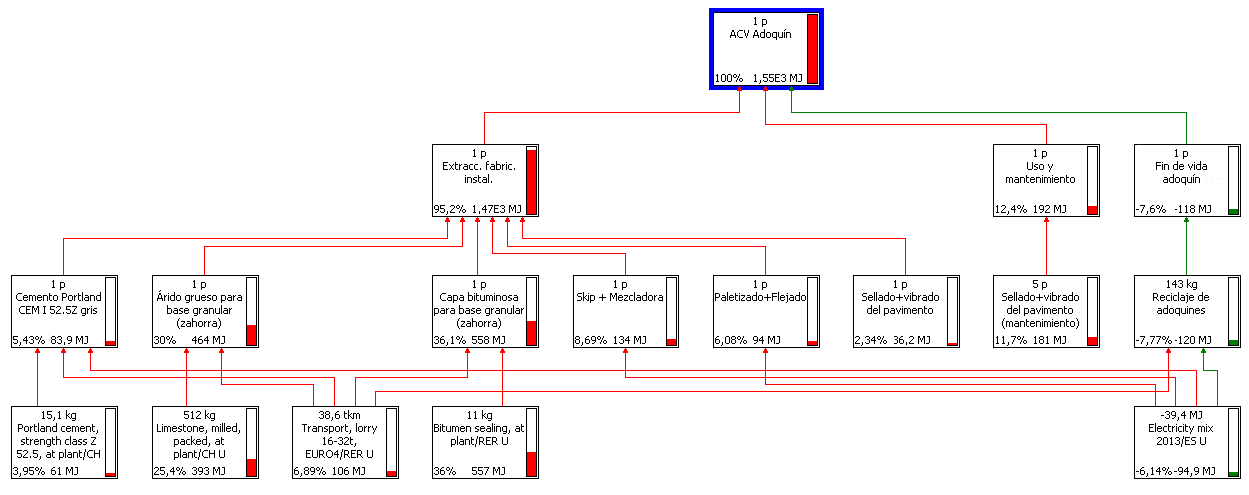 1 p
ACV Adoquín
100% 1,55E3 MJ
1 p
Extracc. fabric.
instal.
95,2% 1,47E3 MJ
1 p
Uso y
mantenimiento
12,4% 192 MJ
1 p
Fin de vida
adoquín
-7,6% -118 MJ
1 p
Cemento Portland
CEM I 52.5Z gris
5,43% 83,9 MJ
1 p
Árido grueso para
base granular
(zahorra)
30% 464 MJ
1 p
Capa bituminosa
para base granular
(zahorra)
36,1% 558 MJ
1 p
Skip + Mezcladora
8,69% 134 MJ
1 p
Paletizado+Flejado
6,08% 94 MJ
1 p
Sellado+vibrado
del pavimento
2,34% 36,2 MJ
5 p
Sellado+vibrado
del pavimento
(mantenimiento)
11,7% 181 MJ
143 kg
Reciclaje de
adoquines
-7,77% -120 MJ
15,1 kg
Portland cement,
strength class Z
52.5, at plant/CH
3,95% 61 MJ
512 kg
Limestone, milled,
packed, at
plant/CH U
25,4% 393 MJ
38,6 tkm
Transport, lorry
16-32t,
EURO4/RER U
6,89% 106 MJ
11 kg
Bitumen sealing, at
plant/RER U
36% 557 MJ
-39,4 MJ
Electricity mix
2013/ES U
-6,14% -94,9 MJ